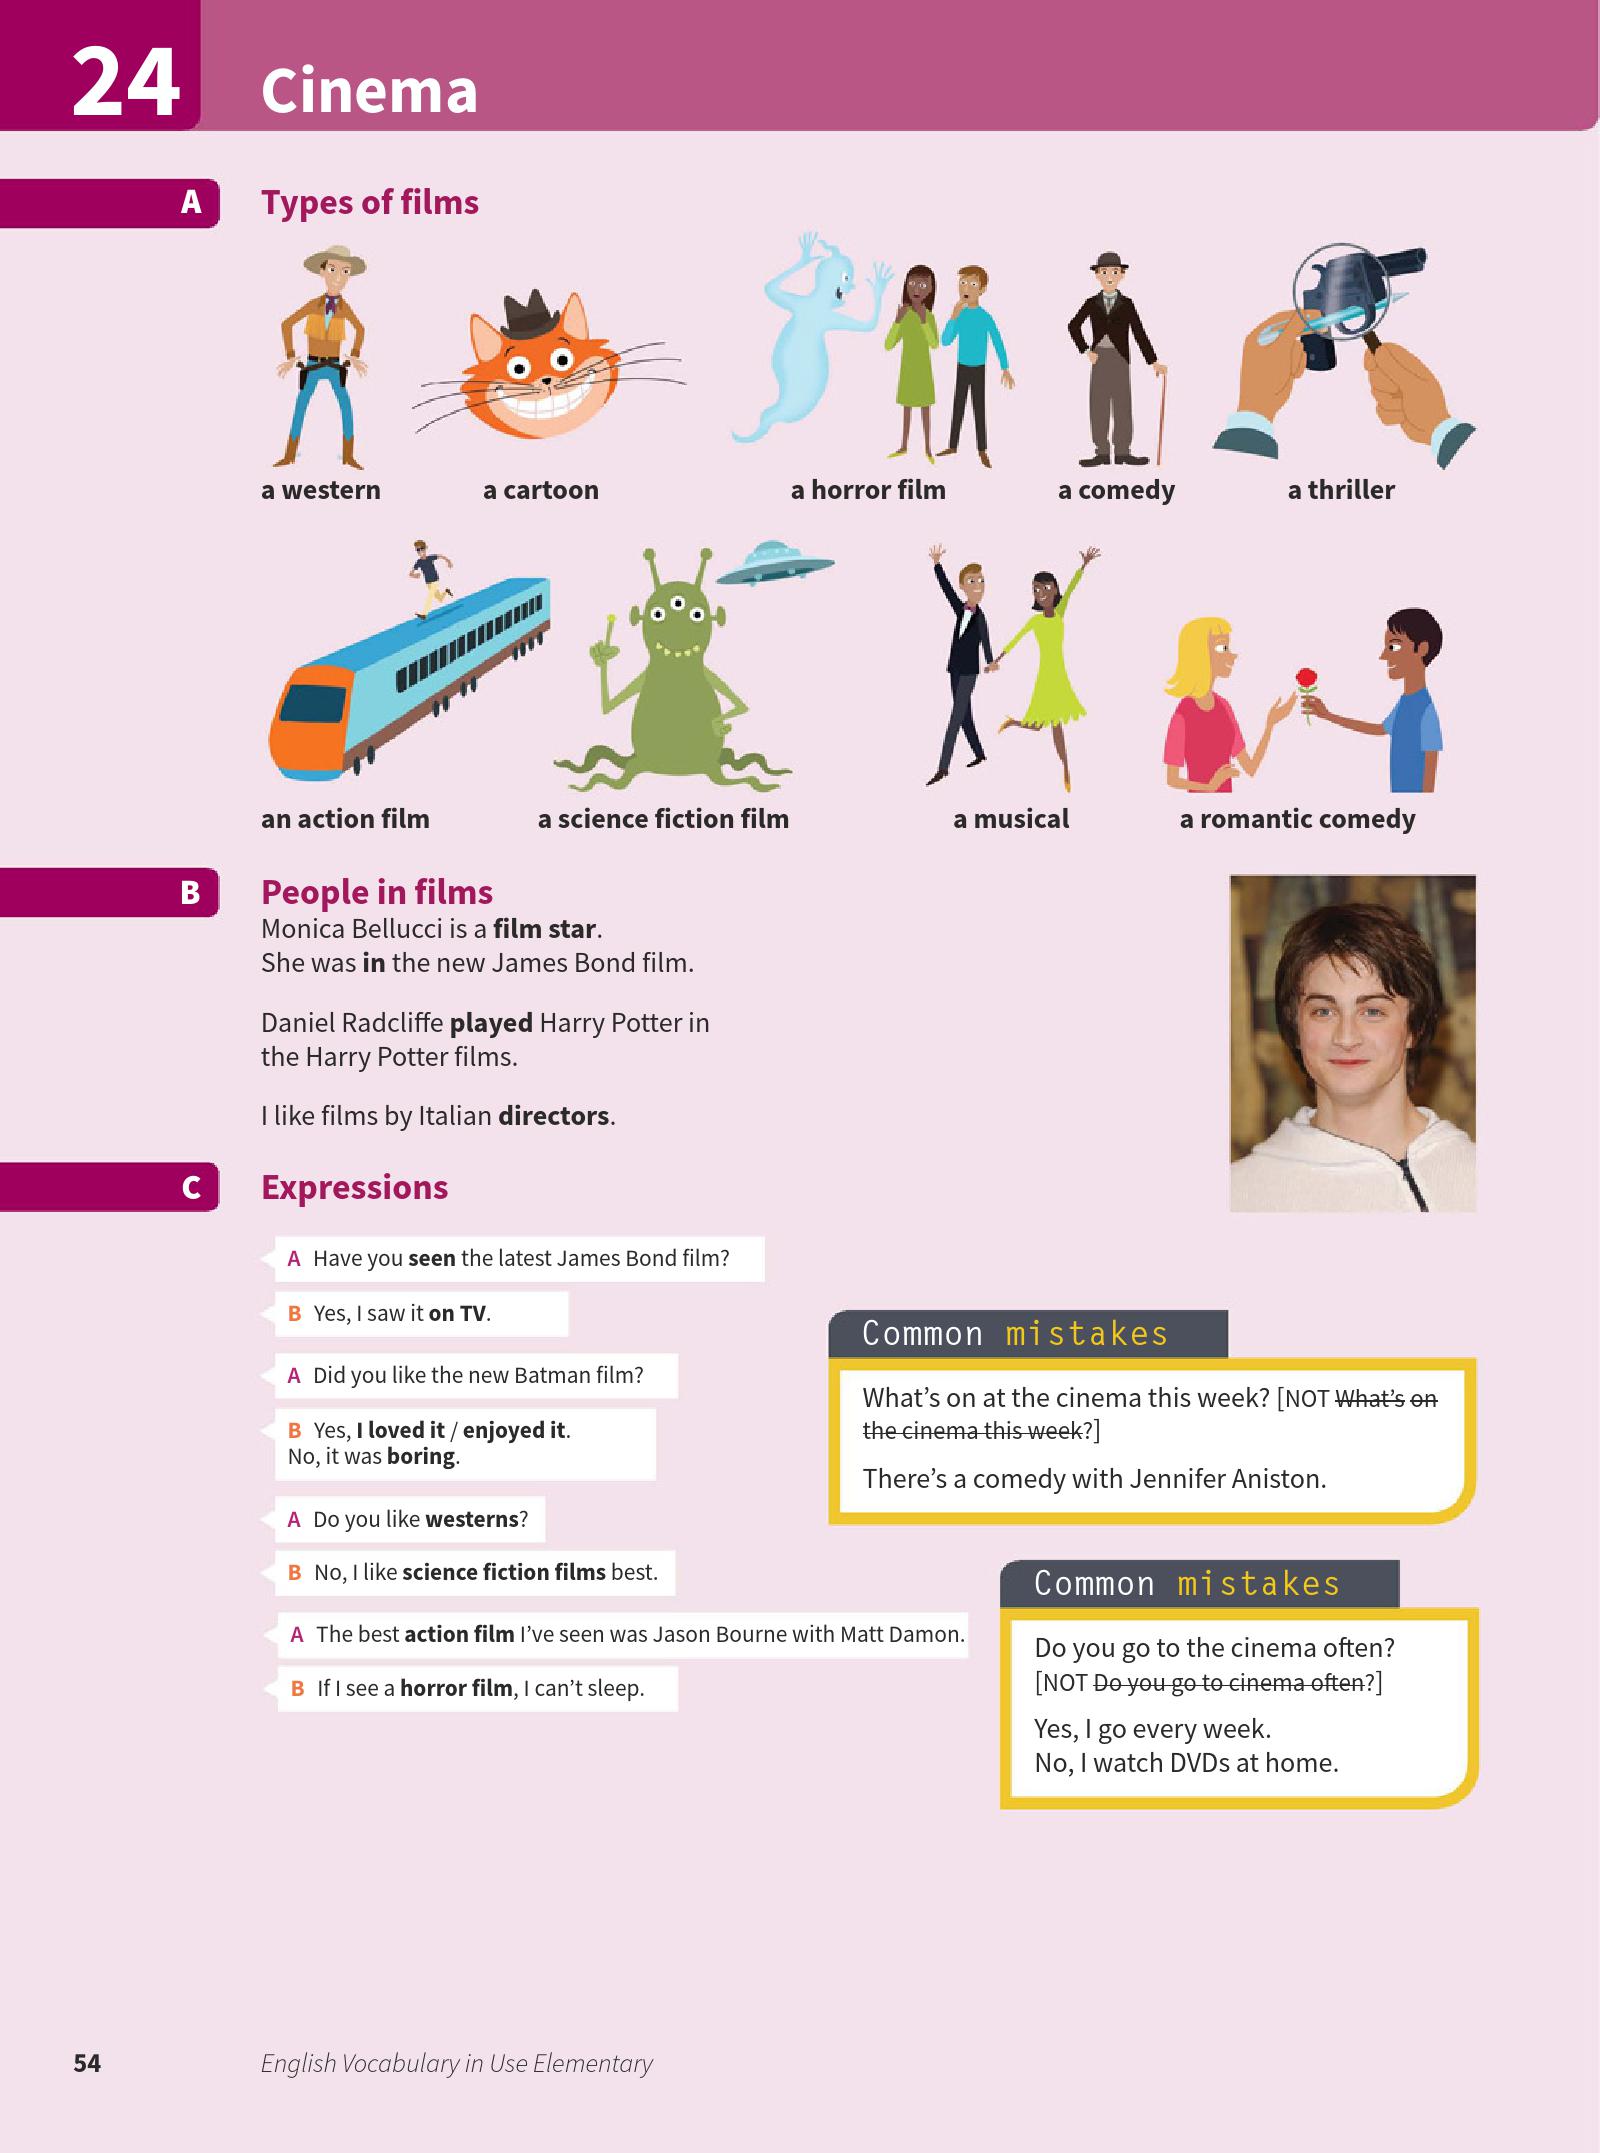 24 Cinema
A Types of films
a western a cartoon a horror film a comedy a thriller
an action film a science fiction film a musical a romantic comedy
B People in films
Monica Bellucci is a film star.
She was in the new James Bond film.
Daniel Radcliffe played Harry Potter in
the Harry Potter films.
I like films by Italian directors.
C Expressions
A Have you seen the latest James Bond film?
B Yes, I saw it on TV.
A Did you like the new Batman film?
B Yes, I loved it / enjoyed it.
No, it was boring.
A Do you like westerns?
B No, I like science fiction films best.
A The best action film I've seen was Jason Bourne with Matt Damon.
B If I see a horror film, I can't sleep.
Common mistakes
What's on at the cinema this week? [NOT What's on
the cinema this week?]
There's a comedy with Jennifer Aniston.
Common mistakes
Do you go to the cinema often?
[NOT Do you go to cinema often?]
Yes, I go every week.
No, I watch DVDs at home.
54 English Vocabulary in Use Elementary